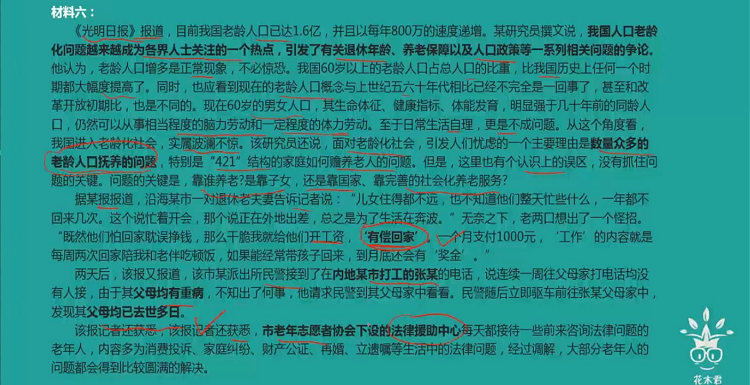 材料六：
《光明日报》报道，目前我国老龄人口已达1.6亿，并且以每年800万的速度递增。某研究员撰文说，我国人口老龄
化问题越来越成为各界人士关注的一个热点，引发了有关退休年龄、养老保障以及人口政策等一系列相关问题的争论。
他认为，老龄人口增多是正常现象，不必惊恐。我国60岁以上的老龄人口占总人口的比重，比我国历史上任何一个时
期都大幅度提高了。同时，也应看到现在的老龄人口概念与上世纪五六十年代相比已经不完全是一回事了，甚至和改
革开放初期比，也是不同的。现在60岁的男女人口，其生命体征、健康指标、体能发育，明显强于几十年前的同龄人
口，仍然可以从事相当程度的脑力劳动和一定程度的体力劳动。至于日常生活自理，更是不成问题。从这个角度看，
我国进入老龄化社会，实属波澜不惊。该研究员还说，面对老龄化社会，引发人们忧虑的一个主要理由是数量众多的
老龄人口抚养的问题，特别是“421”结构的家庭如何赡养老人的问题。但是，这里也有个认识上的误区，没有抓住问
题的关键。问题的关键是，靠谁养老?是靠子女，还是靠国家、靠完善的社会化养老服务?
据某报报道，沿海某市一对退休老夫妻告诉记者说：“儿女住得都不远，也不知道他们整天忙些什么，一年都不
回来几次。这个说忙着开会，那个说正在外地出差，总之是为了生活在奔波。”无奈之下，老两口想出了一个怪招。
“既然他们怕回家耽误挣钱，那么干脆我就给他们开工资，‘有偿回家’。一个月支付1000元，‘工作’的内容就是
每周两次回家陪我和老伴吃顿饭，如果能经常带孩子回来，到月底还会有‘奖金’。”
两天后，该报又报道，该市某派出所民警接到了在内地某市打工的张某的电话，说连续一周往父母家打电话均没
有人接，由于其父母均有重病，不知出了何事，他请求民警到其父母家中看看。民警随后立即驱车前往张某父母家中，
发现其父母均已去世多日。
该报记者还获悉，该报记者还获悉，市老年志愿者协会下设的法律援助中心每天都接待一些前来咨询法律问题的
老年人，内容多为消费投诉、家庭纠纷、财产公证、再婚、立遗嘱等生活中的法律问题，经过调解，大部分老年人的
问题都会得到比较圆满的解决。
花木君